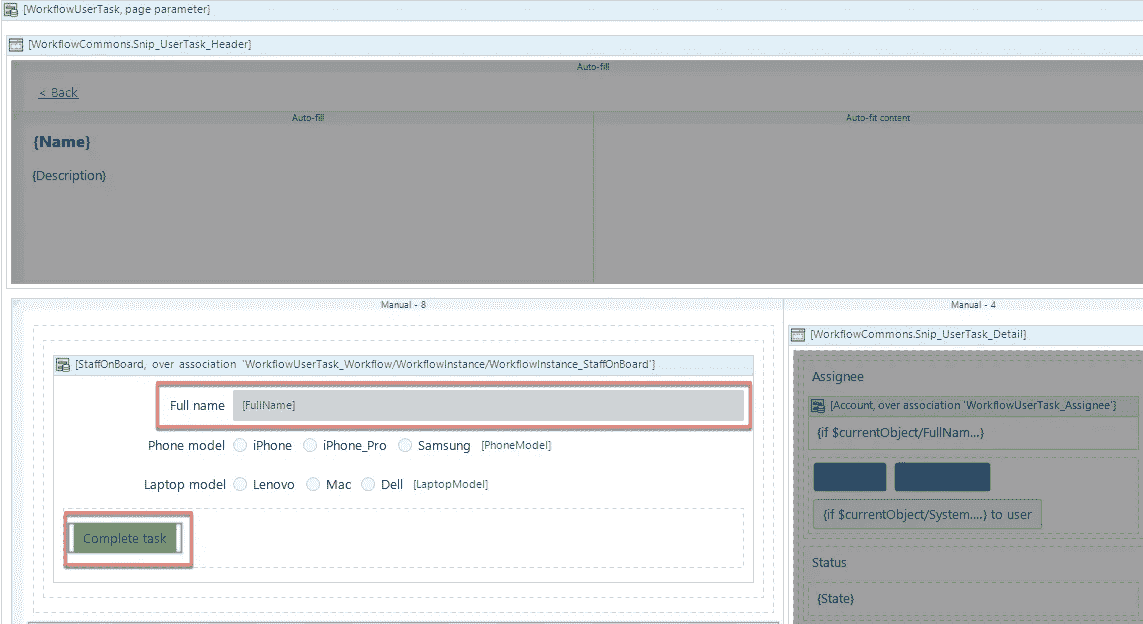 [WorkflowUserTask, page parameter]
[WorkflowCommons.Snip_UserTask_Header]
Auto-fill
< Back
Auto-fill
Auto-fit content
{Name}
{Description}
Manual - 8
Manual - 4
[WorkflowCommons.Snip_UserTask_Detail]
[StaffOnBoard, over association 'WorkflowUserTask_Workflow/WorkflowInstance/WorkflowInstance_StaffOnBoard']
Assignee
Full name [FullName]
[Account, over association 'WorkflowUserTask_Assignee']
{if $currentObject/FullNam...}
Phone model iPhone iPhone_Pro Samsung [PhoneModel]
Laptop model Lenovo Mac Dell [LaptopModel]
{if $currentObject/System....} to user
Complete task
Status
{State}